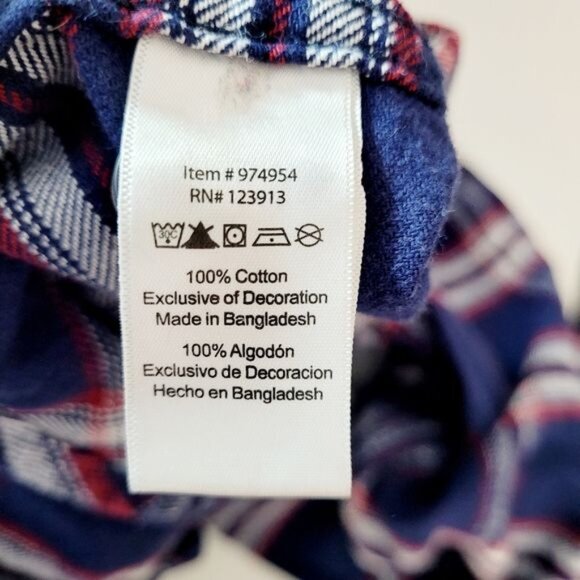 Item # 974954
RN# 123913
30C
100% Cotton
Exclusive of Decoration
Made in Bangladesh
100% Algodón
Exclusivo de Decoracion
Hecho en Bangladesh